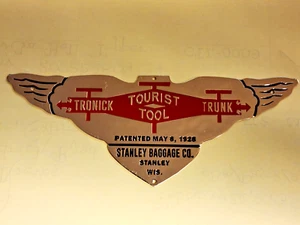 TRONICK
TOURIST
TOOL
TRUNK
PATENTED MAY 6, 1926
STANLEY BAGGAGE CO.
STANLEY
WIS.